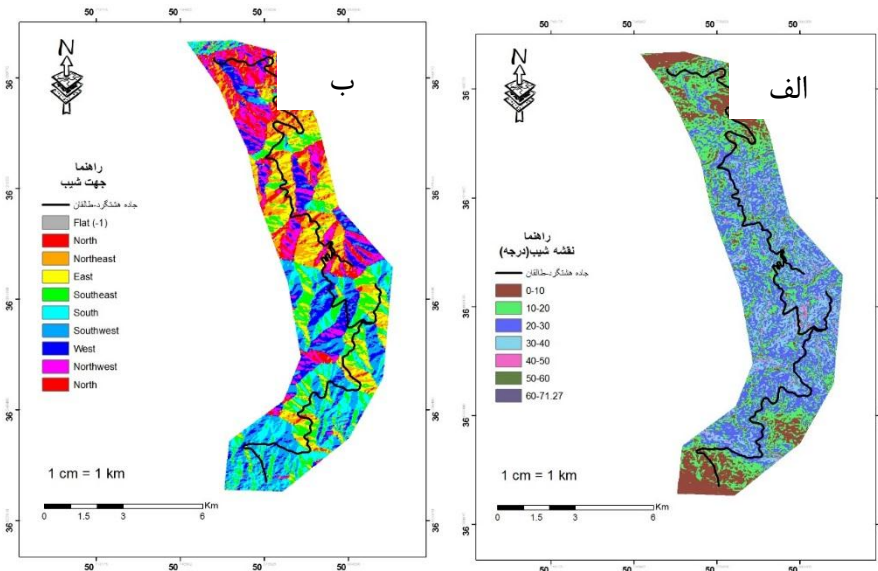 ب
N
راهنما
جهت شیب
جاده هشتگرد-طالقان
Flat (-1)
North
Northeast
East
Southeast
South
Southwest
West
Northwest
North
1 cm = 1 km
Km
0 1.5 3 6
50 50 50 50
36 36 36 36 36
50 50 50 50
الف
N
راهنما
نقشه شیب(درجه)
جاده هشتگرد-طالقان
0-10
10-20
20-30
30-40
40-50
50-60
60-71.27
1 cm = 1 km
Km
0 1.5 3 6
50 50 50 50
36 36 36 36 36
50 50 50 50